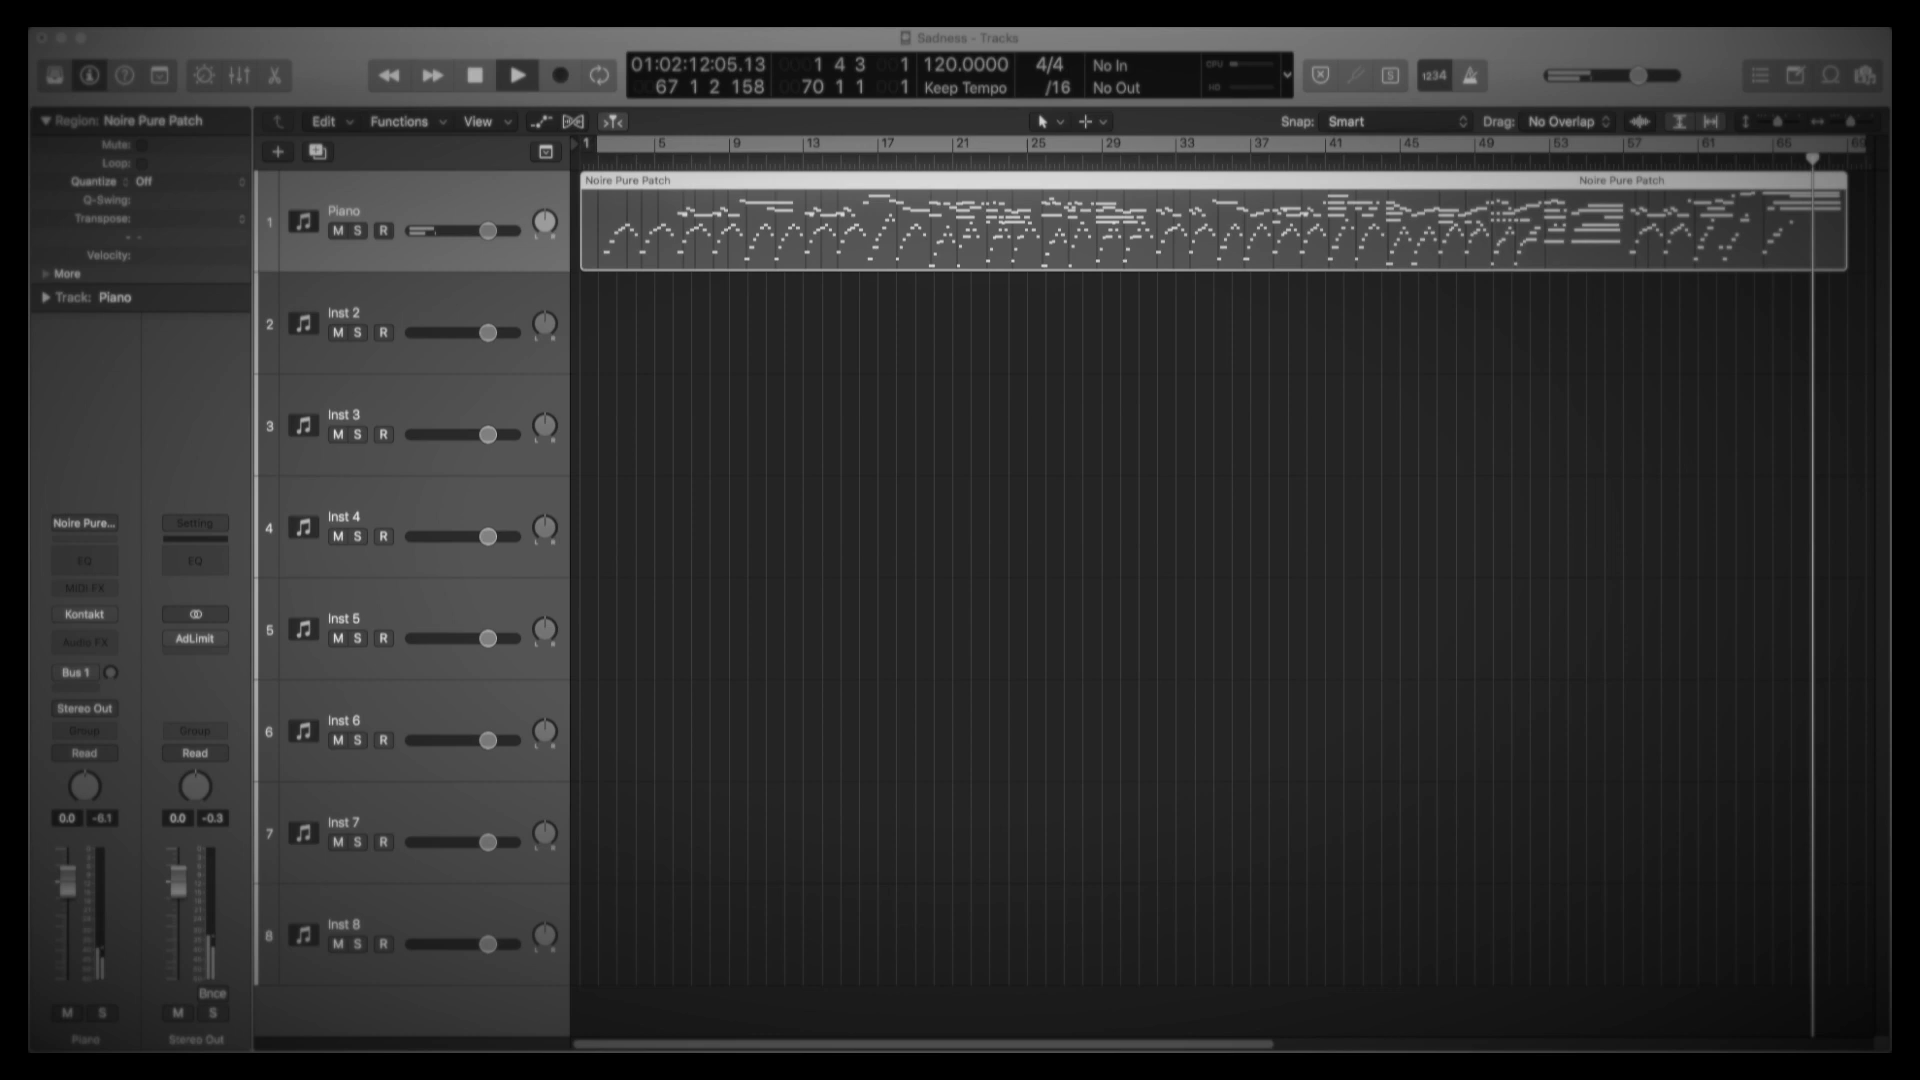 Sadness - Tracks
01:02:12:05.13
67 1 2 158
1 4 3 1
70 1 1 1
120.0000
Keep Tempo
4/4
/16
No In
No Out
CPU
HD
1234
Region: Noire Pure Patch
Mute:
Loop:
Quantize Off
Q-Swing:
Transpose:
Velocity:
More
Track: Piano
Edit Functions View
Snap: Smart Drag: No Overlap
1 5 9 13 17 21 25 29 33 37 41 45 49 53 57 61 65 69
Noire Pure Patch Noire Pure Patch
1 Piano
M S R
2 Inst 2
M S R
3 Inst 3
M S R
4 Inst 4
M S R
5 Inst 5
M S R
6 Inst 6
M S R
7 Inst 7
M S R
8 Inst 8
M S R
Noire Pure... Setting
EQ EQ
MIDI FX
Kontakt
Audio FX AdLimit
Bus 1
Stereo Out
Group Group
Read Read
0.0 -6.1 0.0 -0.3
Bnce
M S M S
Piano Stereo Out